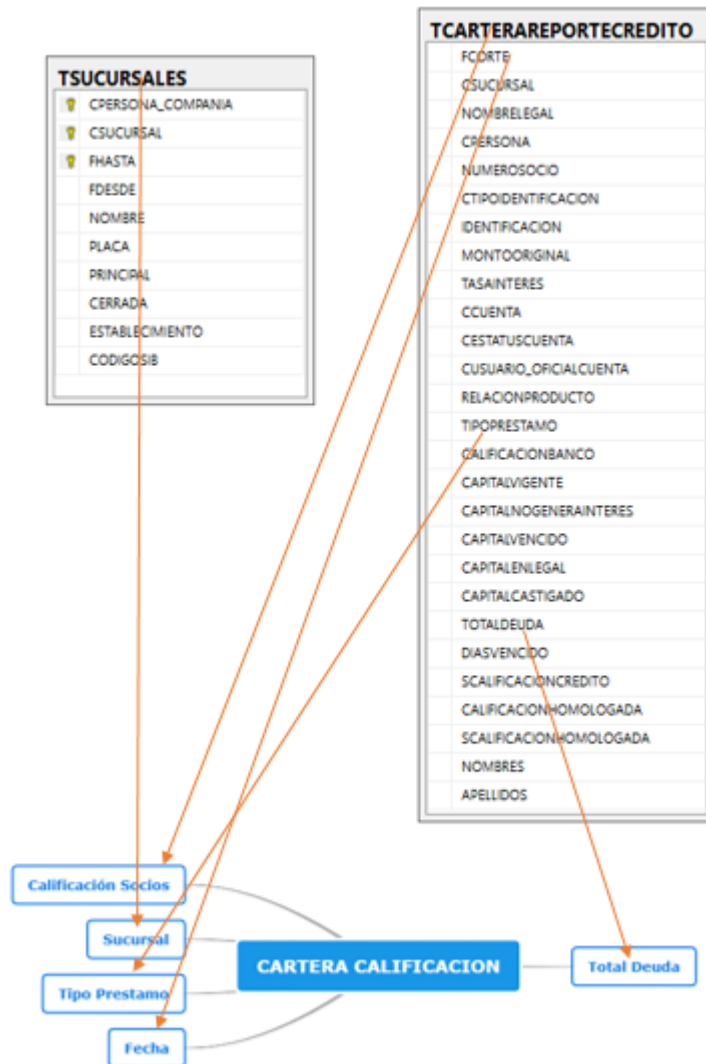 TSUCURSALES
CPERSONA_COMPANIA
CSUCURSAL
FHASTA
FDESDE
NOMBRE
PLACA
PRINCIPAL
CERRADA
ESTABLECIMIENTO
CODIGOSIB
TCARTERAREPORTECREDITO
FCORTE
CSUCURSAL
NOMBRELEGAL
CPERSONA
NUMEROSOCIO
CTIPOIDENTIFICACION
IDENTIFICACION
MONTOORIGINAL
TASAINTERES
CCUENTA
CESTATUSCUENTA
CUSUARIO_OFICIALCUENTA
RELACIONPRODUCTO
TIPOPRESTAMO
CALIFICACIONBANCO
CAPITALVIGENTE
CAPITALNOGENERAINTERES
CAPITALVENCIDO
CAPITALENLEGAL
CAPITALCASTIGADO
TOTALDEUDA
DIASVENCIDO
SCALIFICACIONCREDITO
CALIFICACIONHOMOLOGADA
SCALIFICACIONHOMOLOGADA
NOMBRES
APELLIDOS
Calificación Socios
Sucursal
Tipo Prestamo
Fecha
CARTERA CALIFICACION
Total Deuda